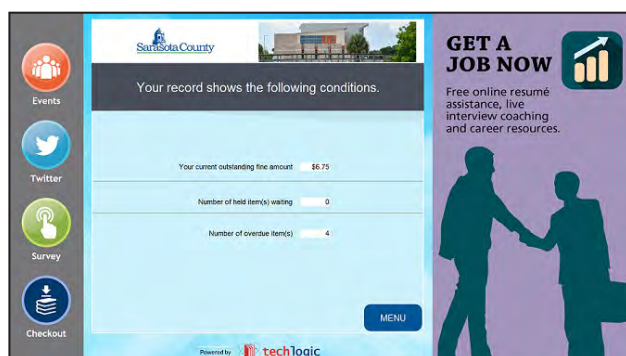 Events
Twitter
Survey
Checkout
Sarasota County
Your record shows the following conditions.
Your current outstanding fine amount $6.75
Number of held item(s) waiting 0
Number of overdue item(s) 4
MENU
Powered by techlogic
GET A
JOB NOW
Free online resumé
assistance, live
interview coaching
and career resources.